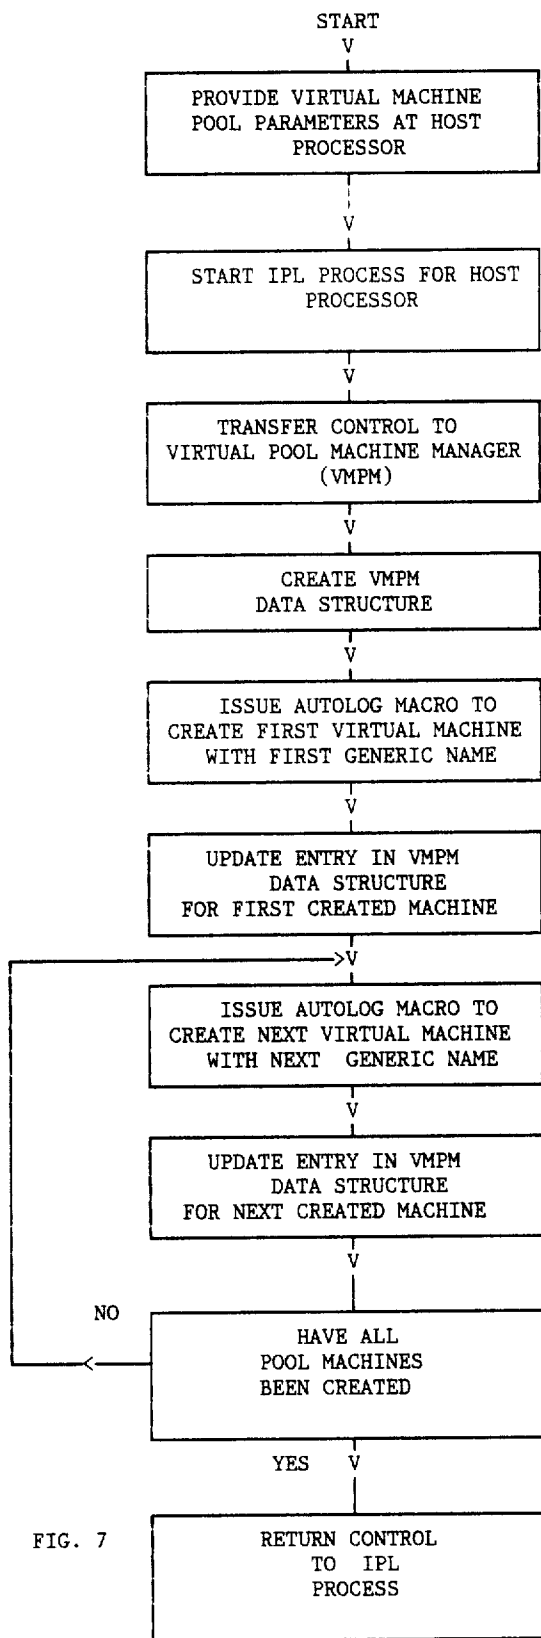 START
V
PROVIDE VIRTUAL MACHINE
POOL PARAMETERS AT HOST
PROCESSOR
V
START IPL PROCESS FOR HOST
PROCESSOR
V
TRANSFER CONTROL TO
VIRTUAL POOL MACHINE MANAGER
(VMPM)
V
CREATE VMPM
DATA STRUCTURE
V
ISSUE AUTOLOG MACRO TO
CREATE FIRST VIRTUAL MACHINE
WITH FIRST GENERIC NAME
V
UPDATE ENTRY IN VMPM
DATA STRUCTURE
FOR FIRST CREATED MACHINE
>V
ISSUE AUTOLOG MACRO TO
CREATE NEXT VIRTUAL MACHINE
WITH NEXT GENERIC NAME
V
UPDATE ENTRY IN VMPM
DATA STRUCTURE
FOR NEXT CREATED MACHINE
V
NO
<
HAVE ALL
POOL MACHINES
BEEN CREATED
YES V
FIG. 7
RETURN CONTROL
TO IPL
PROCESS